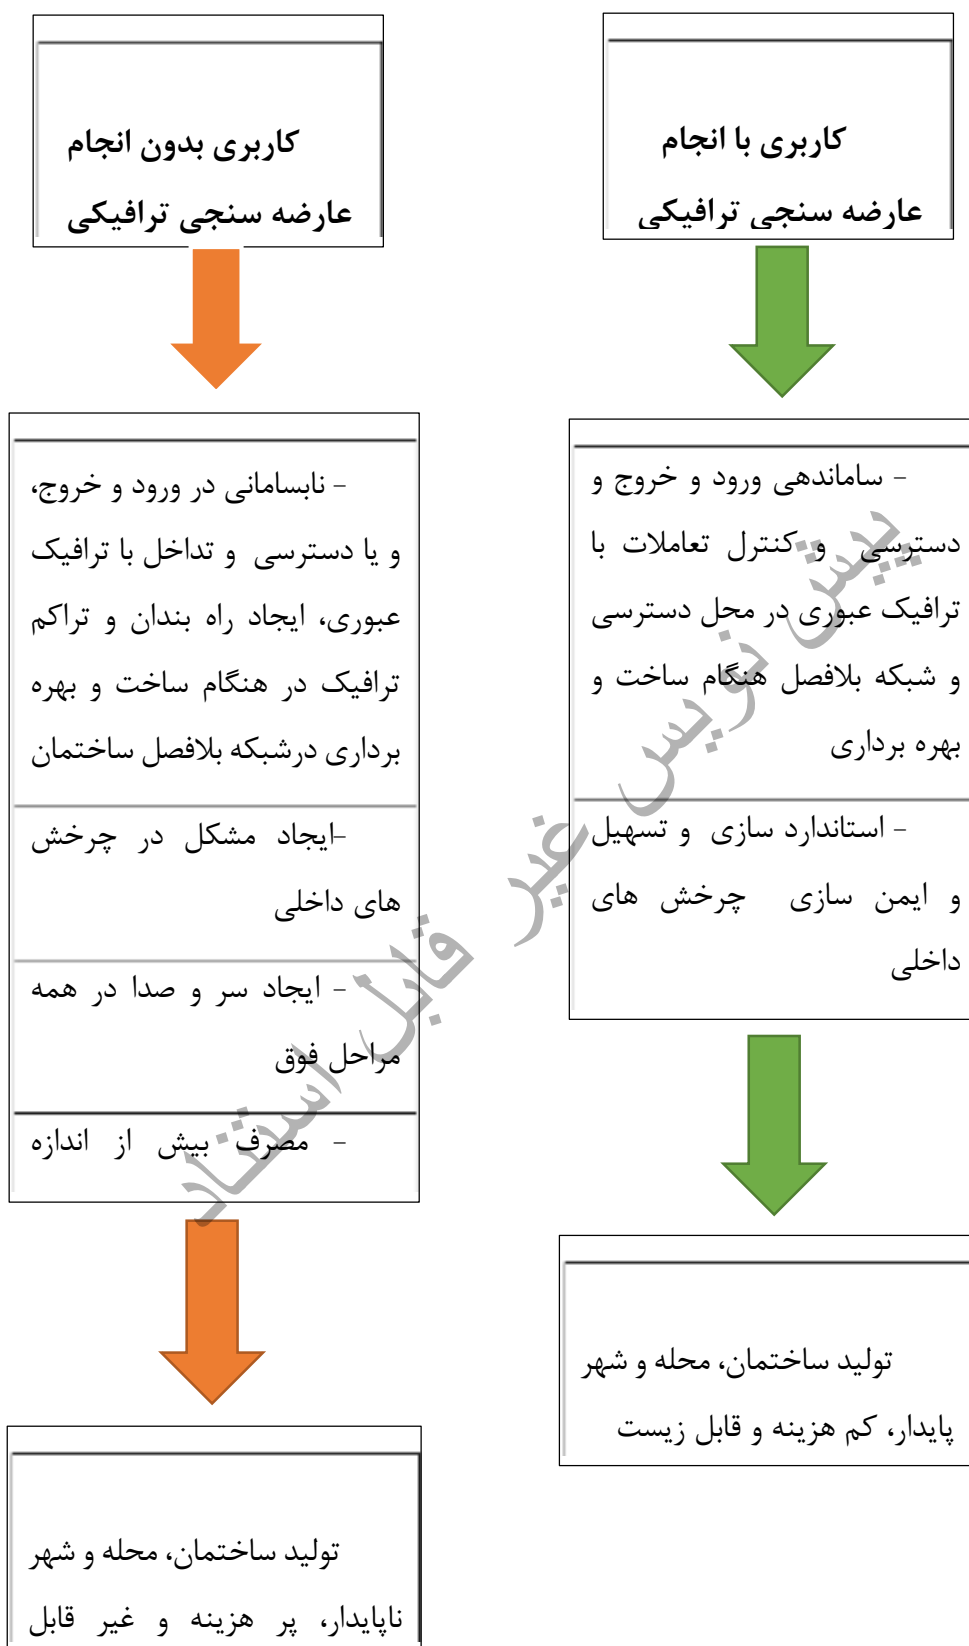 کاربری با انجام
عارضه سنجی ترافیکی
- ساماندهی ورود و خروج و
دسترسی و کنترل تعاملات با
ترافیک عبوری در محل دسترسی
و شبکه بلافصل هنگام ساخت و
بهره برداری
- استاندارد سازی و تسهیل
و ایمن سازی چرخش های
داخلی
تولید ساختمان، محله و شهر
پایدار، کم هزینه و قابل زیست
کاربری بدون انجام
عارضه سنجی ترافیکی
- نابسامانی در ورود و خروج،
و یا دسترسی و تداخل با ترافیک
عبوری، ایجاد راه بندان و تراکم
ترافیک در هنگام ساخت و بهره
برداری درشبکه بلافصل ساختمان
-ایجاد مشکل در چرخش
های داخلی
- ایجاد سر و صدا در همه
مراحل فوق
- مصرف بیش از اندازه
تولید ساختمان، محله و شهر
ناپایدار، پر هزینه و غیر قابل
پیش نویس غیر قابل استناد